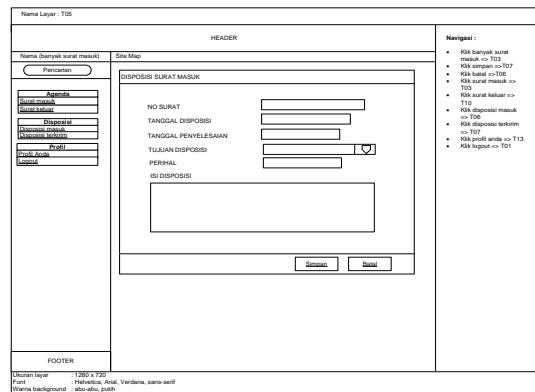 Nama Layar : T05
HEADER
Nama (banyak surat masuk)
Site Map
Pencarian
Agenda
Surat masuk
Surat keluar
Disposisi
Disposisi masuk
Disposisi terkirim
Profil
Profil Anda
Logout
DISPOSISI SURAT MASUK
NO SURAT
TANGGAL DISPOSISI
TANGGAL PENYELESAIAN
TUJUAN DISPOSISI
PERIHAL
ISI DISPOSISI
Simpan
Batal
FOOTER
Navigasi :
• Klik banyak surat
masuk => T03
• Klik simpan =>T07
• Klik batal =>T06
• Klik surat masuk =>
T03
• Klik surat keluar =>
T10
• Klik disposisi masuk
=> T06
• Klik disposisi terkirim
=> T07
• Klik profil anda => T13
• Klik logout => T01
Ukuran layar : 1280 x 720
Font : Helvetica, Arial, Verdana, sans-serif
Warna background : abu-abu, putih